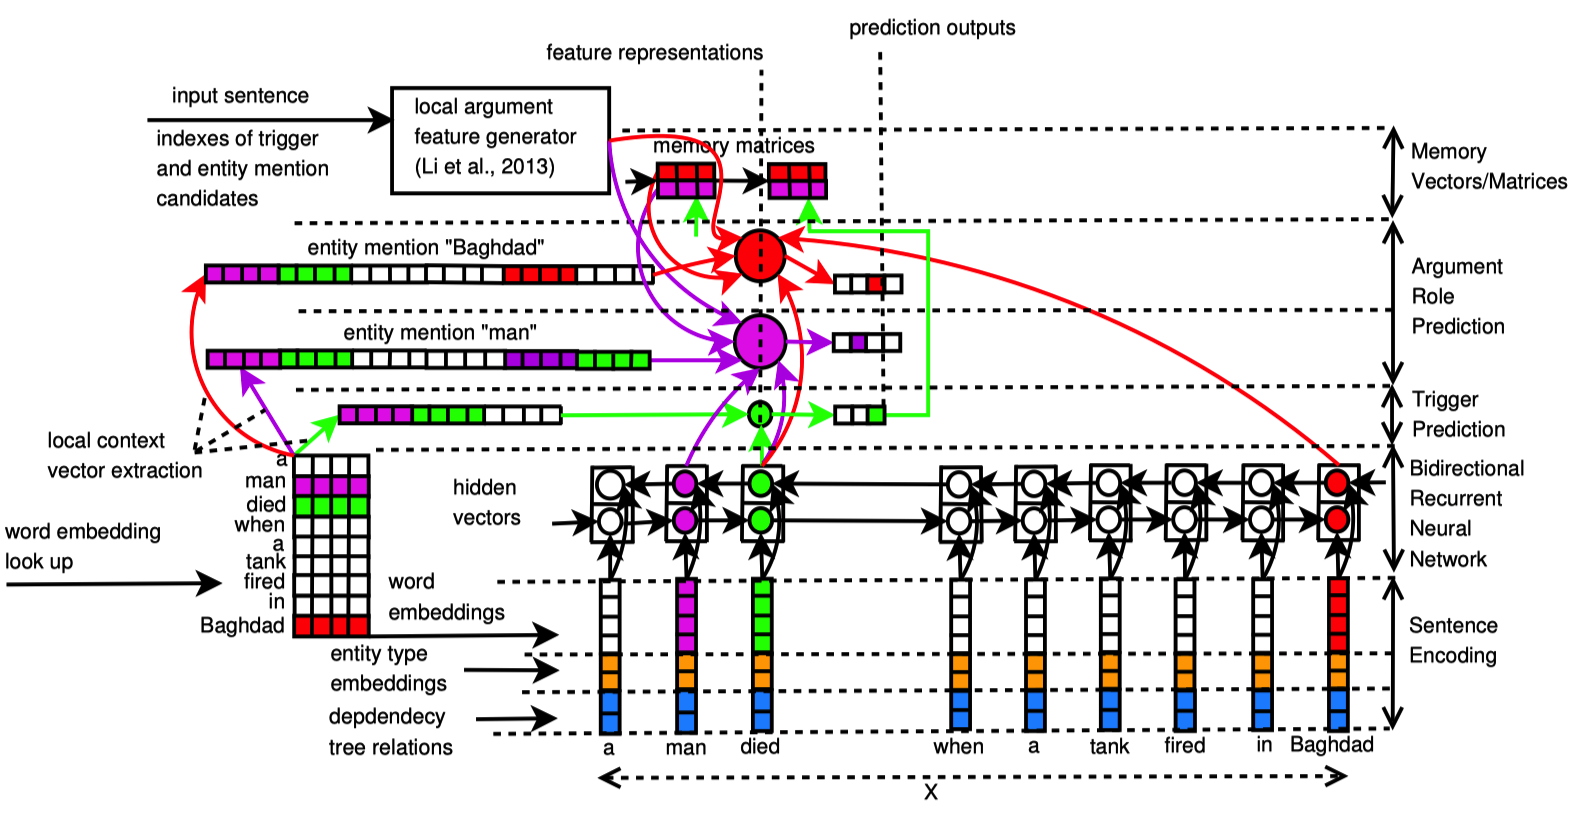 prediction outputs
feature representations
input sentence
indexes of trigger
and entity mention
candidates
local argument
feature generator
(Li et al., 2013)
memory matrices
Memory
Vectors/Matrices
entity mention "Baghdad"
Argument
Role
Prediction
entity mention "man"
Trigger
Prediction
local context
vector extraction
a
man
died
when
a
tank
fired
in
Baghdad
word embedding
look up
hidden
vectors
Bidirectional
Recurrent
Neural
Network
word
embeddings
entity type
embeddings
depdendecy
tree relations
Sentence
Encoding
a man died when a tank fired in Baghdad
X